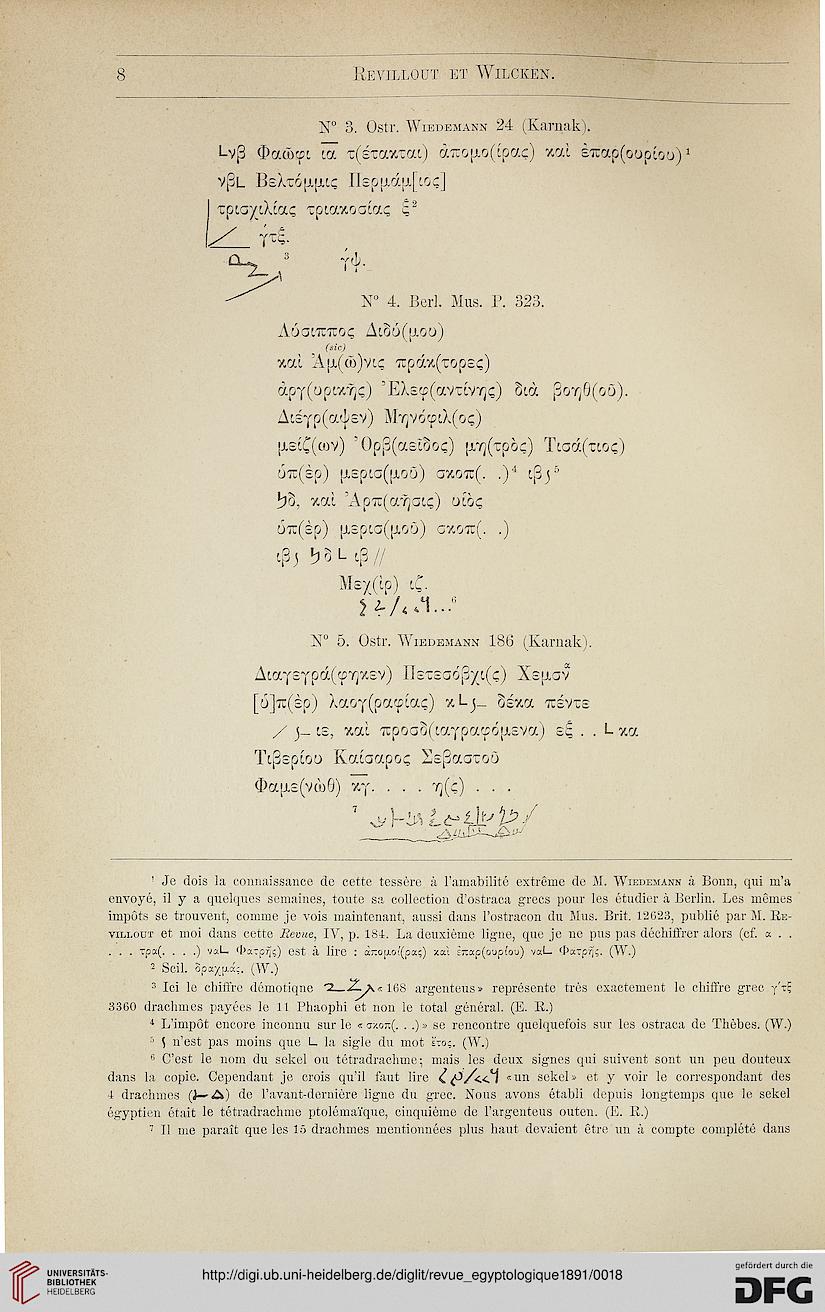 8
REVILLOUT ET WILCKEN.
N° 3. Ostr. WIEDEMANN 24 (Karnak).
Lνβ Φαῶφι ια τ(έτακται) ἀπομο(ίρας) καὶ ἐπαρ(ουρίου) ¹
νβL Βελτόμμις Περμάμ[ιος]
τρισχιλίας τριακοσίας ξ ²
γτξ.
³ γψ.
N° 4. Berl. Mus. P. 323.
Λύσιππος Διδύ(μου)
(sic)
καὶ Ἀμ(ῶ)νις πράκ(τορες)
ἀργ(υρικῆς) Ἐλεφ(αντίνης) διὰ βοηθ(οῦ).
Διέγρ(αψεν) Μηνόφιλ(ος)
μείζ(ων) Ὀρβ(αεῖδος) μη(τρὸς) Τισά(τιος)
ὑπ(ὲρ) μερισ(μοῦ) σκοπ(. .) ⁴ ιβ ⁵
δ, καὶ Ἁρπ(αῆσις) υἱὸς
ὑπ(ὲρ) μερισ(μοῦ) σκοπ(. .)
ιβ δ L ιβ //
Μεχ(ὶρ) ιζ.
... ⁶
N° 5. Ostr. WIEDEMANN 186 (Karnak).
Διαγεγρά(φηκεν) Πετεσόβχι(ς) Χεμσν α
[ὑ]π(ὲρ) λαογ(ραφίας) κL δέκα πέντε
/ ιε, καὶ προσδ(ιαγραφόμενα) εξ . . L κα
Τιβερίου Καίσαρος Σεβαστοῦ
Φαμε(νὼθ) κγ. . . . η(ς) . . .
⁷
¹ Je dois la connaissance de cette tessère à l'amabilité extrême de M. WIEDEMANN à Bonn, qui m'a
envoyé, il y a quelques semaines, toute sa collection d'ostraca grecs pour les étudier à Berlin. Les mêmes
impôts se trouvent, comme je vois maintenant, aussi dans l'ostracon du Mus. Brit. 12623, publié par M. RE-
VILLOUT et moi dans cette Revue, IV, p. 184. La deuxième ligne, que je ne pus pas déchiffrer alors (cf. α . .
. . . τρα(. . . .) ναL Φατρῆς) est à lire : ἀπομοί(ρας) καὶ ἐπαρ(ουρίου) ναL Φατρῆς. (W.)
² Scil. δραχμάς. (W.)
³ Ici le chiffre démotique «168 argenteus» représente très exactement le chiffre grec γ'τξ
3360 drachmes payées le 11 Phaophi et non le total général. (E. R.)
⁴ L'impôt encore inconnu sur le «σκοπ(. . .)» se rencontre quelquefois sur les ostraca de Thèbes. (W.)
⁵ n'est pas moins que L la sigle du mot ἔτος. (W.)
⁶ C'est le nom du sekel ou tétradrachme; mais les deux signes qui suivent sont un peu douteux
dans la copie. Cependant je crois qu'il faut lire «un sekel» et y voir le correspondant des
4 drachmes de l'avant-dernière ligne du grec. Nous avons établi depuis longtemps que le sekel
égyptien était le tétradrachme ptolémaïque, cinquième de l'argenteus outen. (E. R.)
⁷ Il me paraît que les 15 drachmes mentionnées plus haut devaient être un à compte complété dans
UNIVERSITÄTS-
BIBLIOTHEK
HEIDELBERG
http://digi.ub.uni-heidelberg.de/diglit/revue_egyptologique1891/0018
gefördert durch die
DFG